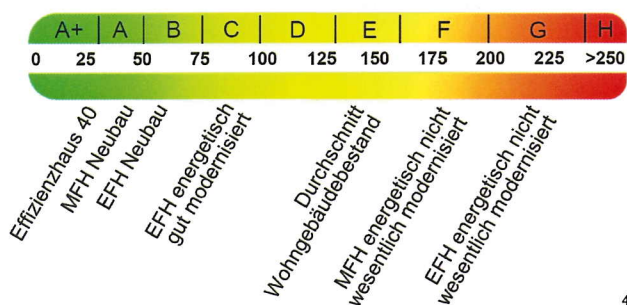 A+ A B C D E F G H
0 25 50 75 100 125 150 175 200 225 >250
Effizienzhaus 40
MFH Neubau
EFH Neubau
EFH energetisch
gut modernisiert
Durchschnitt
Wohngebäudebestand
MFH energetisch nicht
wesentlich modernisiert
EFH energetisch nicht
wesentlich modernisiert